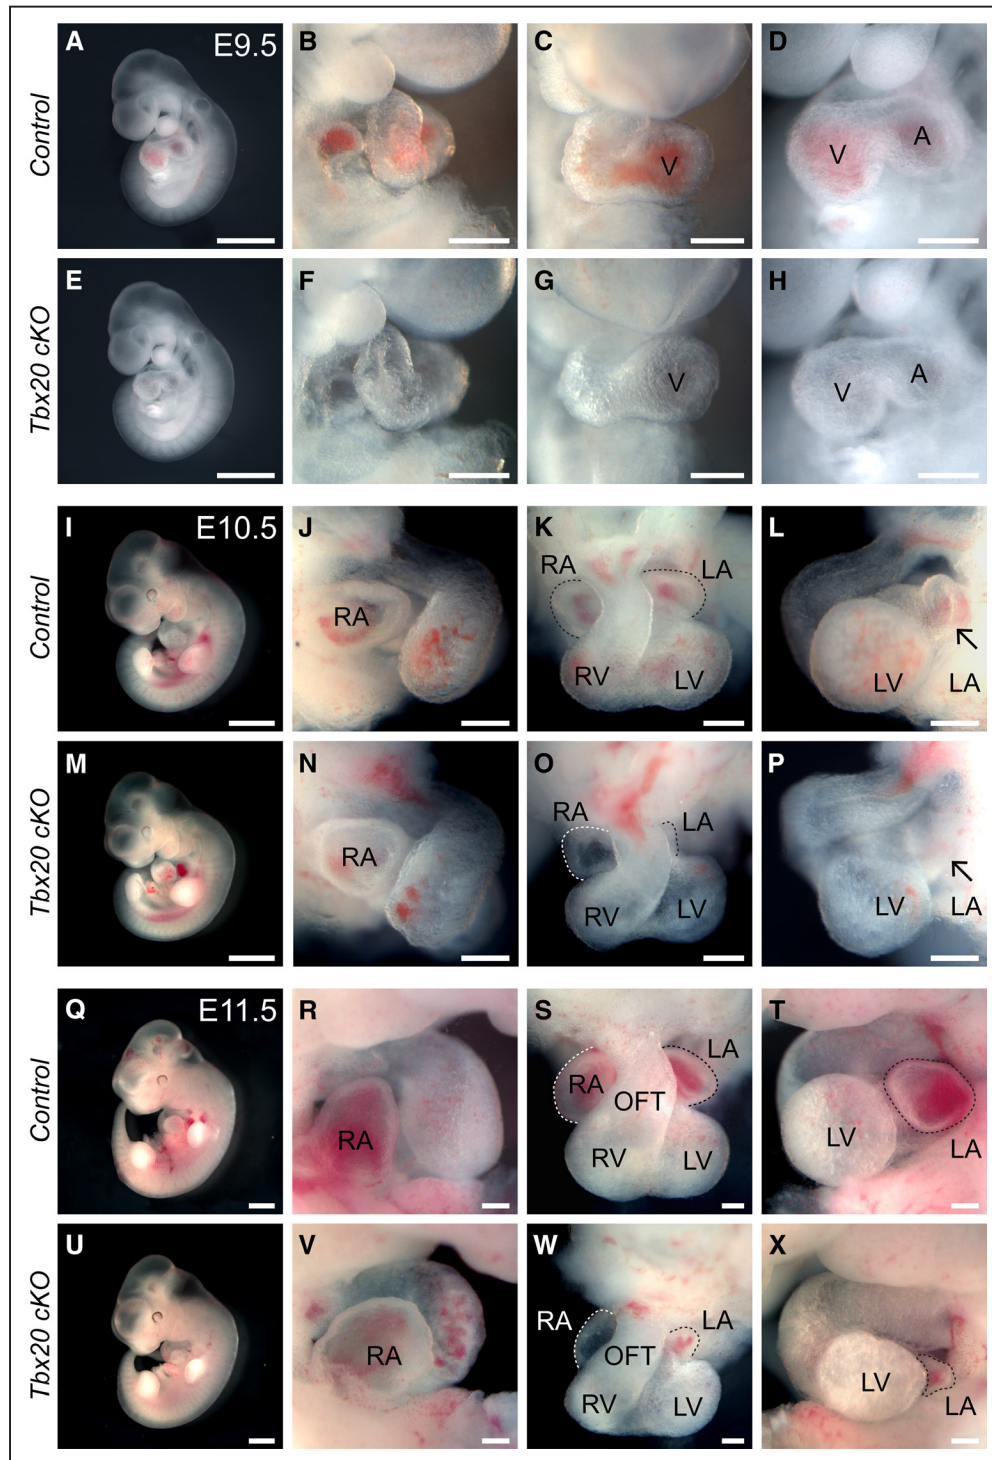 A E9.5 B C D
Control
V V A
E F G H
Tbx20 cKO
V V A
I E10.5 J K L
Control
RA RA LA
RV LV LV LA
M N O P
Tbx20 cKO
RA RA LA
RV LV LV LA
Q E11.5 R S T
Control
RA RA LA
OFT
RV LV LV LA
U V W X
Tbx20 cKO
RA RA LA
OFT
RV LV LV LA